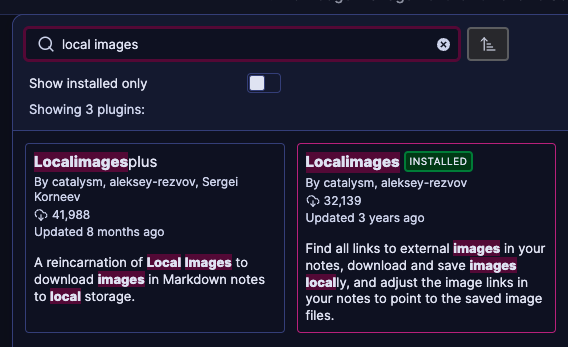 local images
Show installed only
Showing 3 plugins:
Localimagesplus
By catalysm, aleksey-rezvov, Sergei
Korneev
41,988
Updated 8 months ago
A reincarnation of Local Images to
download images in Markdown notes
to local storage.
Localimages INSTALLED
By catalysm, aleksey-rezvov
32,139
Updated 3 years ago
Find all links to external images in your
notes, download and save images
locally, and adjust the image links in
your notes to point to the saved image
files.